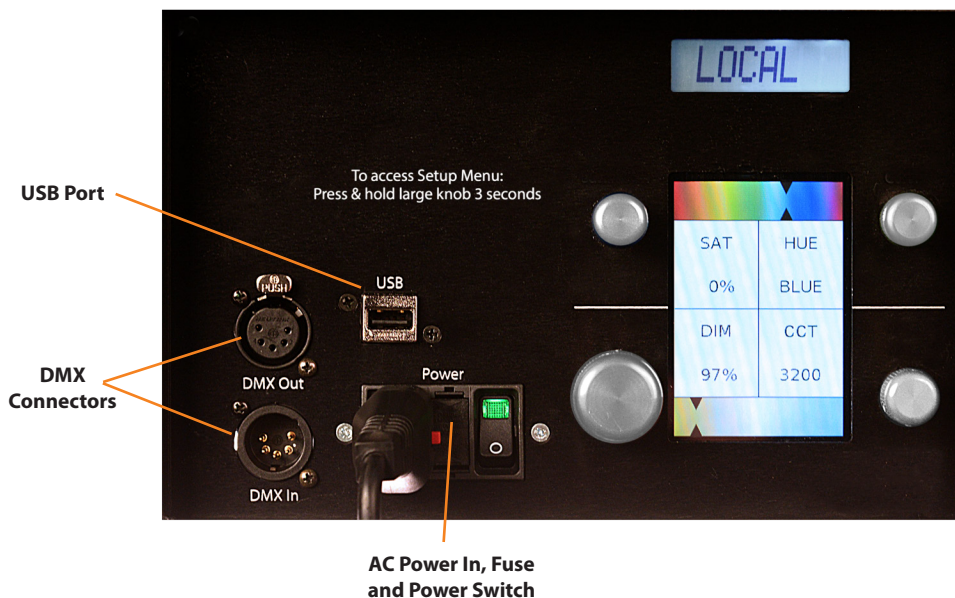 LOCAL
To access Setup Menu:
Press & hold large knob 3 seconds
USB Port
SAT
HUE
0%
BLUE
PUSH
USB
DIM
CCT
97%
3200
DMX
Connectors
DMX Out
Power
DMX In
AC Power In, Fuse
and Power Switch